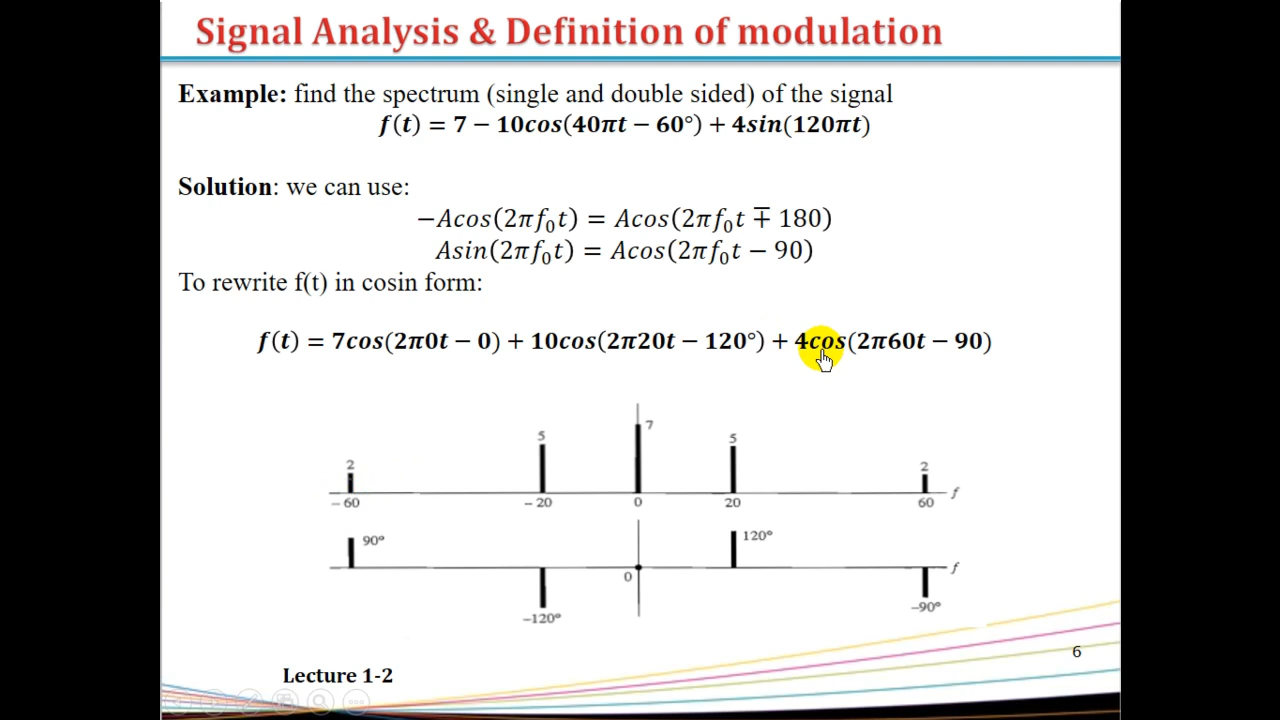 Signal Analysis & Definition of modulation
Example: find the spectrum (single and double sided) of the signal
f(t) = 7 − 10cos(40πt − 60°) + 4sin(120πt)
Solution: we can use:
−Acos(2πf₀t) = Acos(2πf₀t ∓ 180)
Asin(2πf₀t) = Acos(2πf₀t − 90)
To rewrite f(t) in cosin form:
f(t) = 7cos(2π0t − 0) + 10cos(2π20t − 120°) + 4cos(2π60t − 90)
2 5 7 5 2
−60 −20 0 20 60 f
90° 120°
0 f
−120° −90°
Lecture 1-2
6